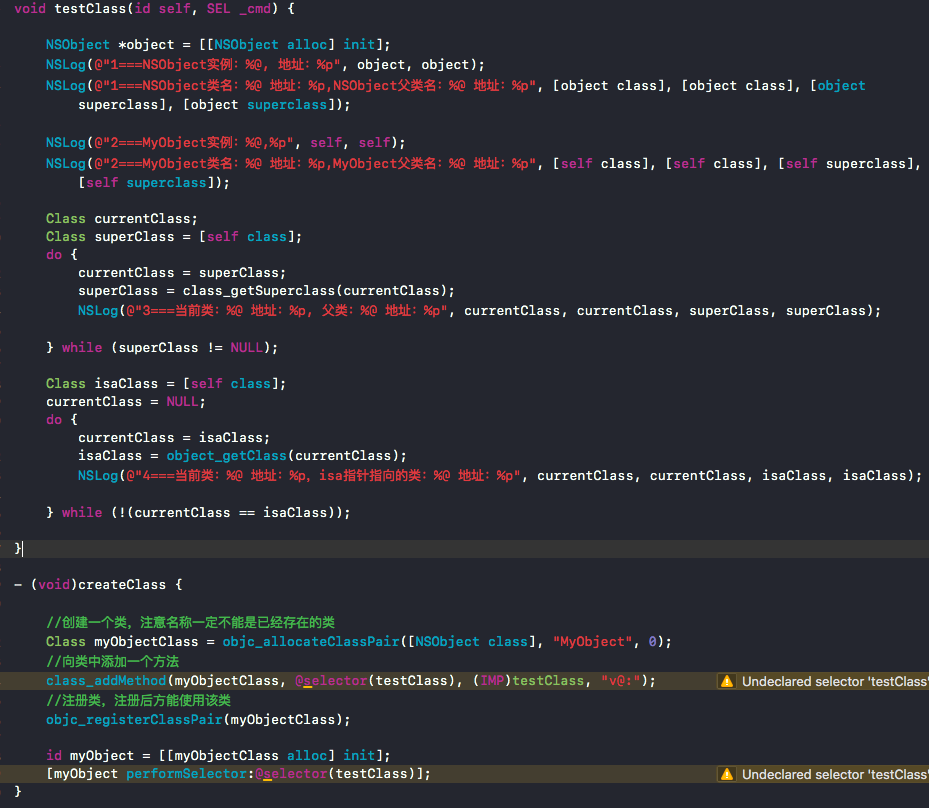 void testClass(id self, SEL _cmd) {
NSObject *object = [[NSObject alloc] init];
NSLog(@"1===NSObject实例：%@, 地址：%p", object, object);
NSLog(@"1===NSObject类名：%@ 地址：%p,NSObject父类名：%@ 地址：%p", [object class], [object class], [object
superclass], [object superclass]);
NSLog(@"2===MyObject实例：%@,%p", self, self);
NSLog(@"2===MyObject类名：%@ 地址：%p,MyObject父类名：%@ 地址：%p", [self class], [self class], [self superclass],
[self superclass]);
Class currentClass;
Class superClass = [self class];
do {
currentClass = superClass;
superClass = class_getSuperclass(currentClass);
NSLog(@"3===当前类：%@ 地址：%p, 父类：%@ 地址：%p", currentClass, currentClass, superClass, superClass);
} while (superClass != NULL);
Class isaClass = [self class];
currentClass = NULL;
do {
currentClass = isaClass;
isaClass = object_getClass(currentClass);
NSLog(@"4===当前类：%@ 地址：%p, isa指针指向的类：%@ 地址：%p", currentClass, currentClass, isaClass, isaClass);
} while (!(currentClass == isaClass));
}
- (void)createClass {
//创建一个类，注意名称一定不能是已经存在的类
Class myObjectClass = objc_allocateClassPair([NSObject class], "MyObject", 0);
//向类中添加一个方法
class_addMethod(myObjectClass, @selector(testClass), (IMP)testClass, "v@:"); Undeclared selector 'testClass'
//注册类，注册后方能使用该类
objc_registerClassPair(myObjectClass);
id myObject = [[myObjectClass alloc] init];
[myObject performSelector:@selector(testClass)]; Undeclared selector 'testClass'
}